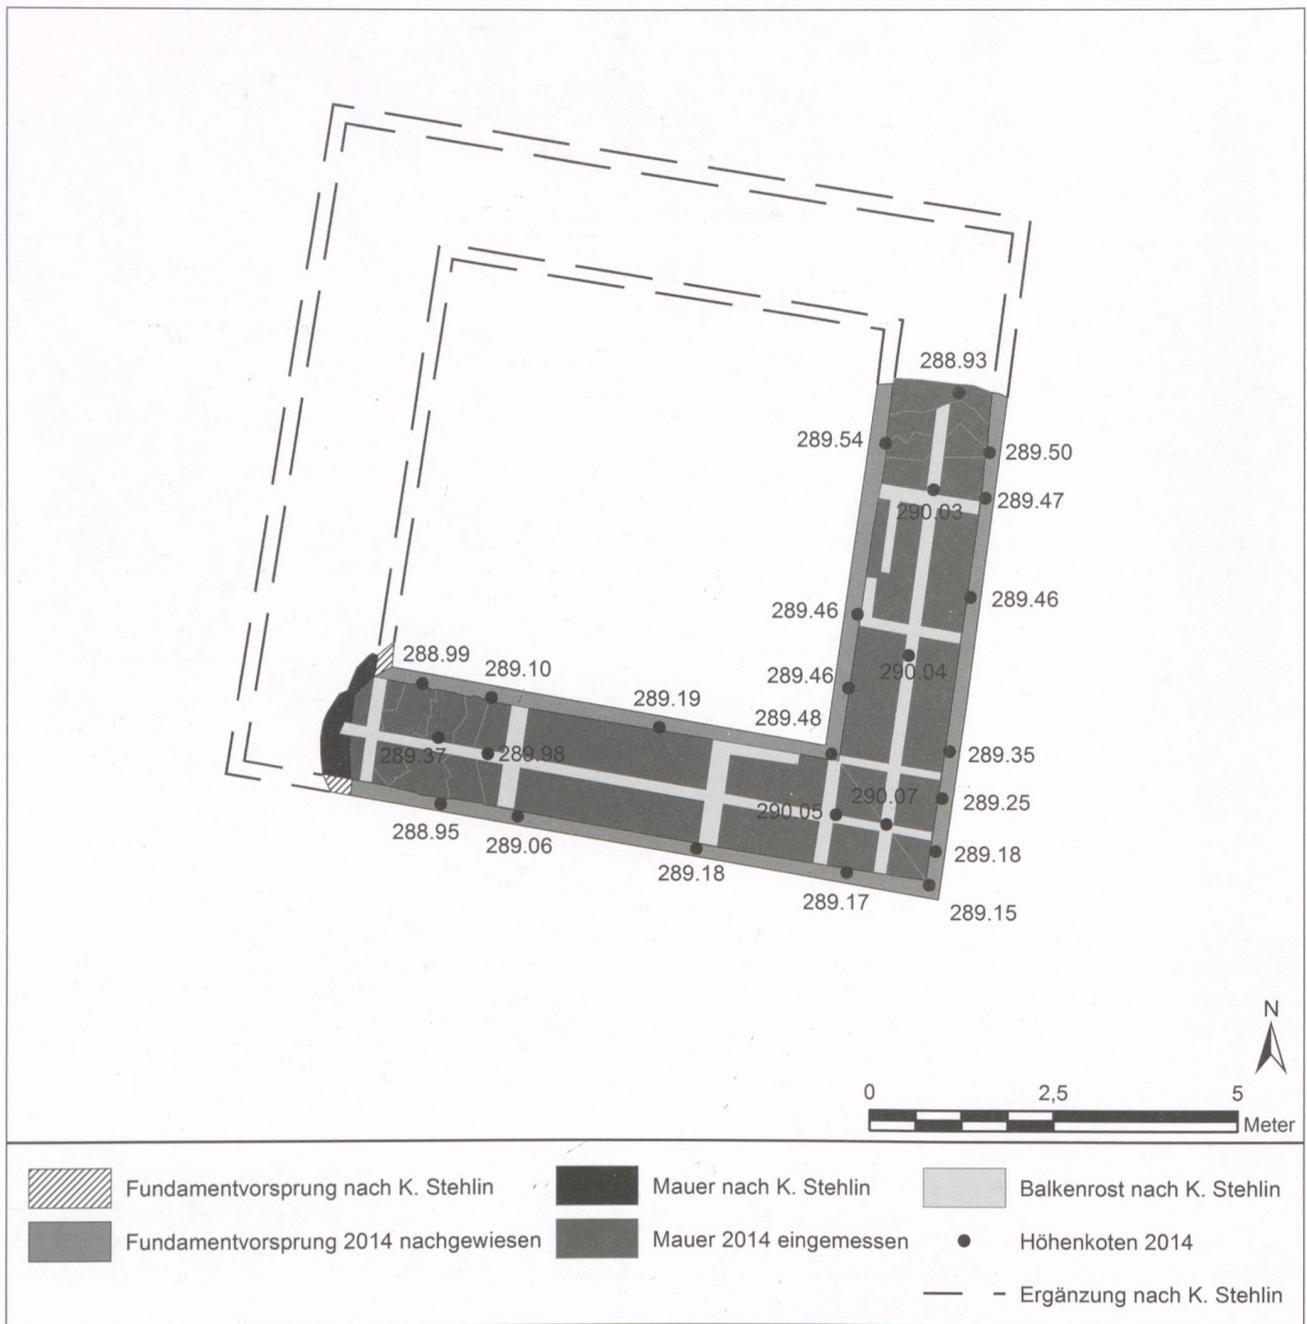 288.93
289.54
289.50
289.47
290.03
289.46
289.46
288.99
289.10
289.46
290.04
289.19
289.48
289.37
289.98
289.35
290.05
290.07
289.25
288.95
289.06
289.18
289.18
289.17
289.15
N
0 2,5 5
Meter
Fundamentvorsprung nach K. Stehlin
Mauer nach K. Stehlin
Balkenrost nach K. Stehlin
Fundamentvorsprung 2014 nachgewiesen
Mauer 2014 eingemessen
Höhenkoten 2014
Ergänzung nach K. Stehlin